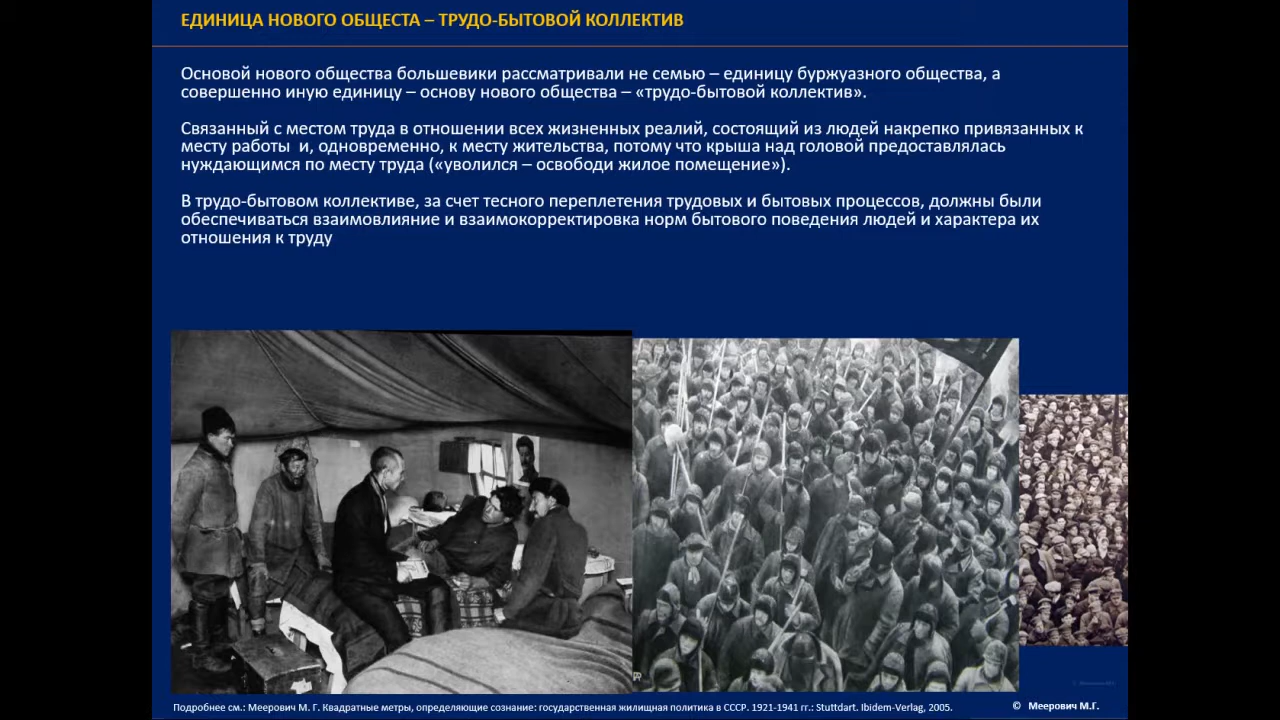 ЕДИНИЦА НОВОГО ОБЩЕСТА – ТРУДО-БЫТОВОЙ КОЛЛЕКТИВ
Основой нового общества большевики рассматривали не семью – единицу буржуазного общества, а
совершенно иную единицу – основу нового общества – «трудо-бытовой коллектив».
Связанный с местом труда в отношении всех жизненных реалий, состоящий из людей накрепко привязанных к
месту работы и, одновременно, к месту жительства, потому что крыша над головой предоставлялась
нуждающимся по месту труда («уволился – освободи жилое помещение»).
В трудо-бытовом коллективе, за счет тесного переплетения трудовых и бытовых процессов, должны были
обеспечиваться взаимовлияние и взаимокорректировка норм бытового поведения людей и характера их
отношения к труду
Подробнее см.: Меерович М. Г. Квадратные метры, определяющие сознание: государственная жилищная политика в СССР. 1921-1941 гг.: Stuttdart. Ibidem-Verlag, 2005.
© Меерович М.Г.